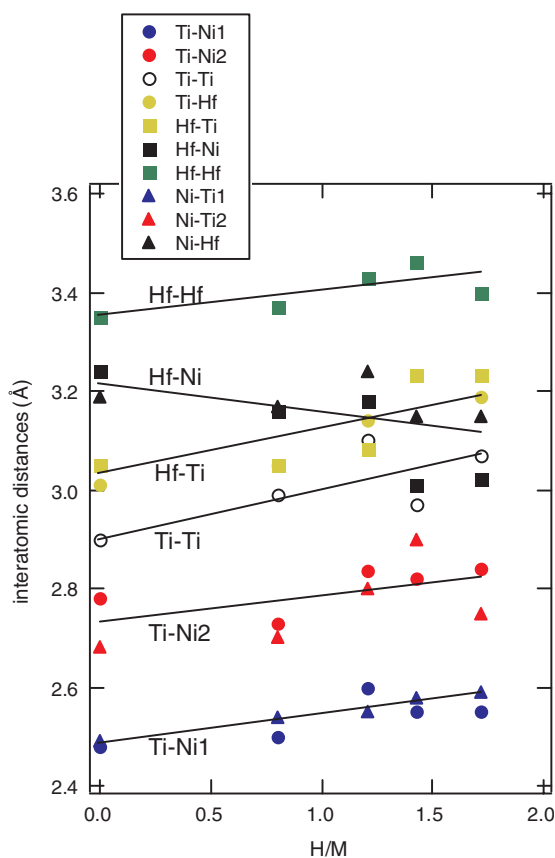 Ti-Ni1
Ti-Ni2
Ti-Ti
Ti-Hf
Hf-Ti
Hf-Ni
Hf-Hf
Ni-Ti1
Ni-Ti2
Ni-Hf
3.6
3.4
3.2
3.0
2.8
2.6
2.4
interatomic distances (Å)
Hf-Hf
Hf-Ni
Hf-Ti
Ti-Ti
Ti-Ni2
Ti-Ni1
0.0 0.5 1.0 1.5 2.0
H/M